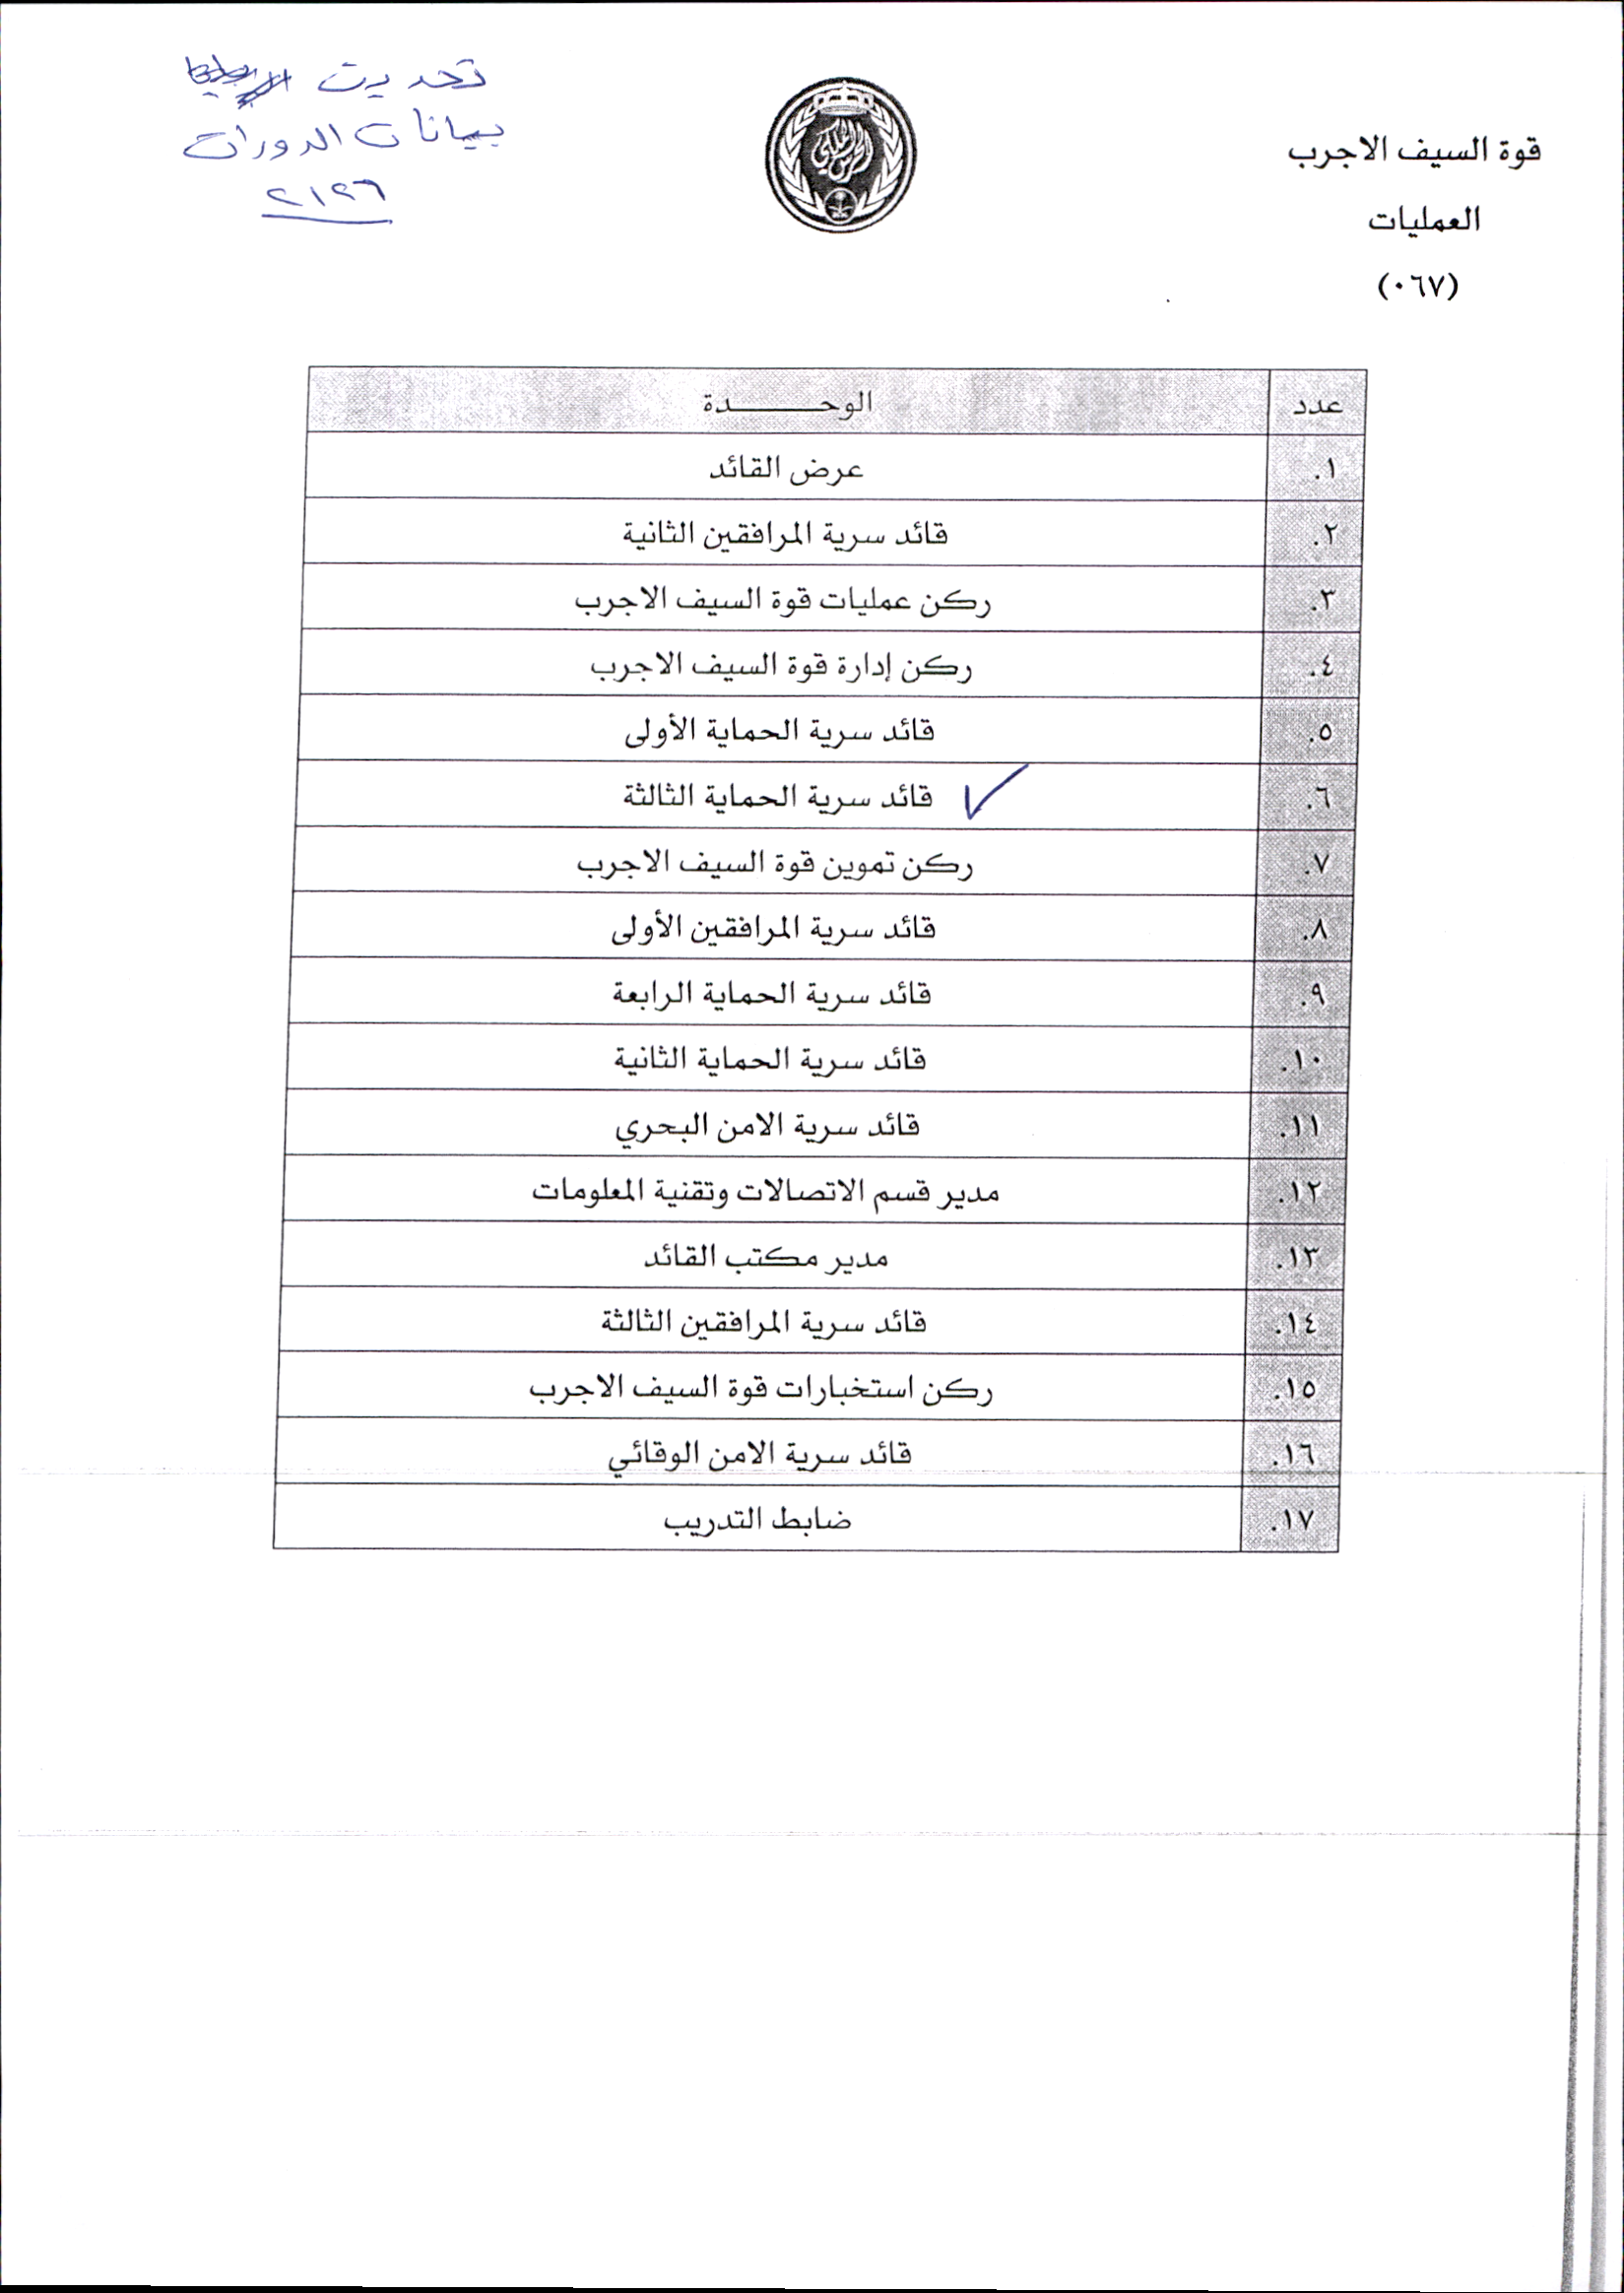 قوة السيف الاجرب
العمليات
(٠٦٧)
الحرس الملكي
تحديث
بيانات الدورات
٢١٢٦
عدد الوحـــــــدة
١. عرض القائد
٢. قائد سرية المرافقين الثانية
٣. ركن عمليات قوة السيف الاجرب
٤. ركن إدارة قوة السيف الاجرب
٥. قائد سرية الحماية الأولى
٦. ✓ قائد سرية الحماية الثالثة
٧. ركن تموين قوة السيف الاجرب
٨. قائد سرية المرافقين الأولى
٩. قائد سرية الحماية الرابعة
١٠. قائد سرية الحماية الثانية
١١. قائد سرية الامن البحري
١٢. مدير قسم الاتصالات وتقنية المعلومات
١٣. مدير مكتب القائد
١٤. قائد سرية المرافقين الثالثة
١٥. ركن استخبارات قوة السيف الاجرب
١٦. قائد سرية الامن الوقائي
١٧. ضابط التدريب